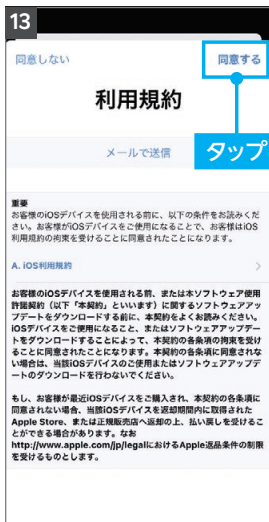 13
同意しない 同意する
利用規約
メールで送信 タップ
重要
お客様のiOSデバイスを使用される前に、以下の条件をお読みくだ
さい。お客様がiOSデバイスをご使用になることで、お客様はiOS
利用規約の拘束を受けることに同意されたことになります。
A. iOS利用規約
お客様のiOSデバイスを使用される前、または本ソフトウェア使用
許諾契約（以下「本契約」といいます）に関するソフトウェアアッ
プデートをダウンロードする前に、本契約をよくお読みください。
iOSデバイスをご使用になること、またはソフトウェアアップデー
トをダウンロードすることによって、本契約の各条項の拘束を受け
ることに同意されたことになります。本契約の各条項に同意されな
い場合は、当該iOSデバイスのご使用またはソフトウェアアップデ
ートのダウンロードを行わないでください。
もし、お客様が最近iOSデバイスをご購入され、本契約の各条項に
同意されない場合、当該iOSデバイスを返却期間内に取得された
Apple Store、または正規販売店へ返却の上、払い戻しを受けるこ
とができる場合があります。なお
http://www.apple.com/jp/legalにおけるApple返品条件の制限
を受けるものとします。